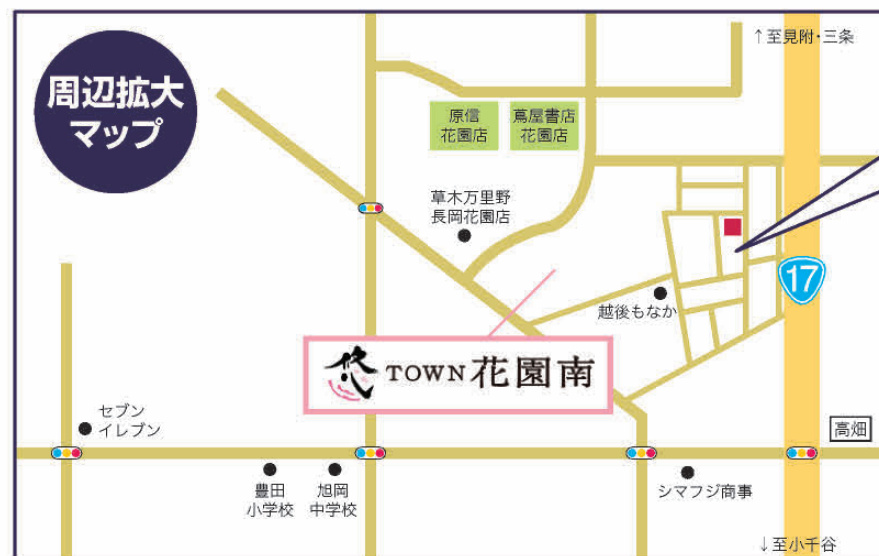 周辺拡大
マップ
↑至見附・三条
原信
花園店
蔦屋書店
花園店
草木万里野
長岡花園店
17
越後もなか
悠 TOWN花園南
セブン
イレブン
高畑
豊田
小学校
旭岡
中学校
シマフジ商事
↓至小千谷